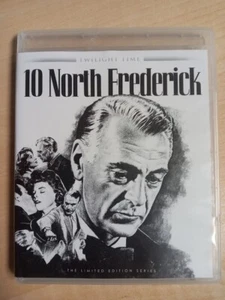 TWILIGHT TIME
10 North Frederick
THE LIMITED EDITION SERIES